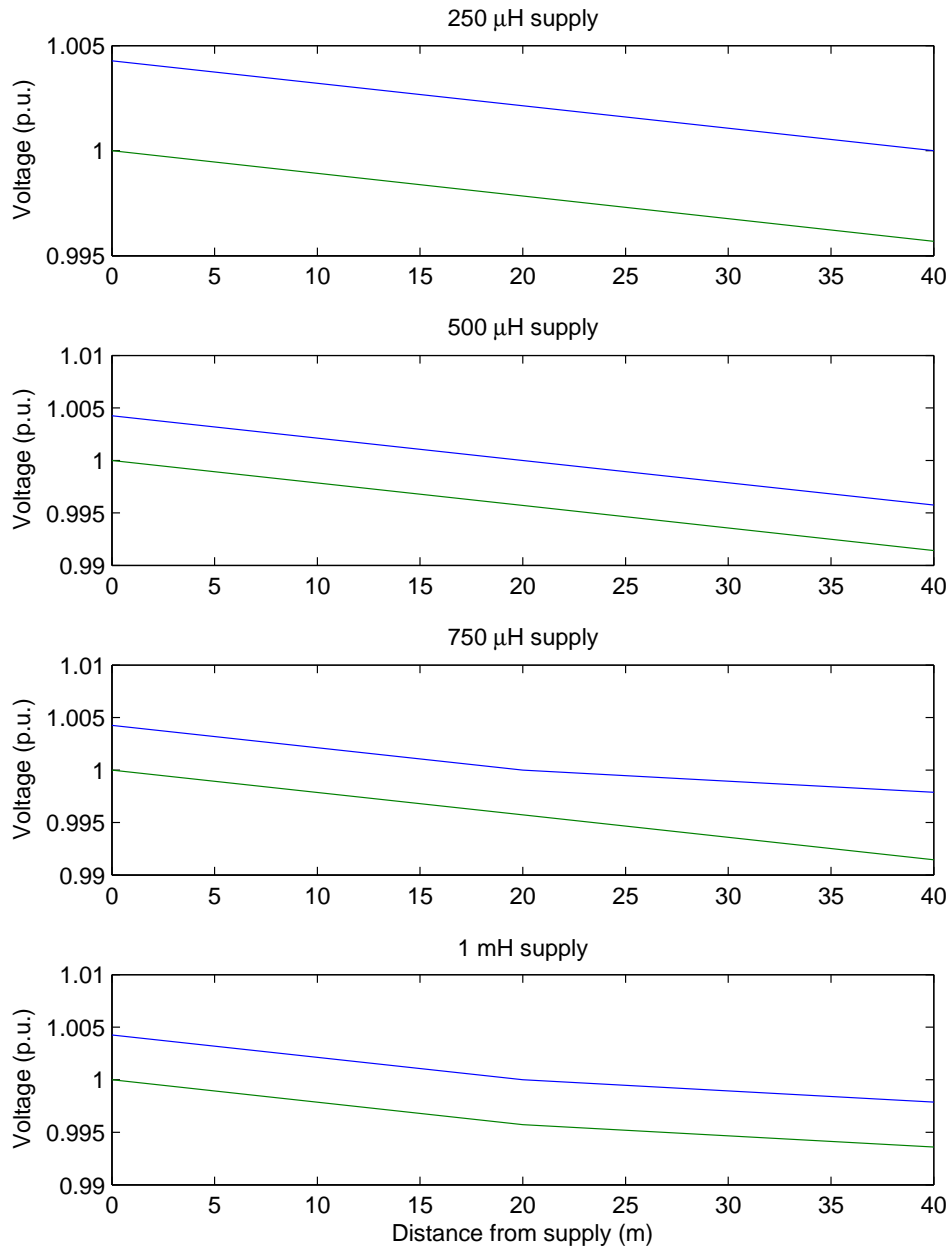 250 μH supply
1.005
1
0.995
Voltage (p.u.)
0 5 10 15 20 25 30 35 40
500 μH supply
1.01
1.005
1
0.995
0.99
Voltage (p.u.)
0 5 10 15 20 25 30 35 40
750 μH supply
1.01
1.005
1
0.995
0.99
Voltage (p.u.)
0 5 10 15 20 25 30 35 40
1 mH supply
1.01
1.005
1
0.995
0.99
Voltage (p.u.)
0 5 10 15 20 25 30 35 40
Distance from supply (m)